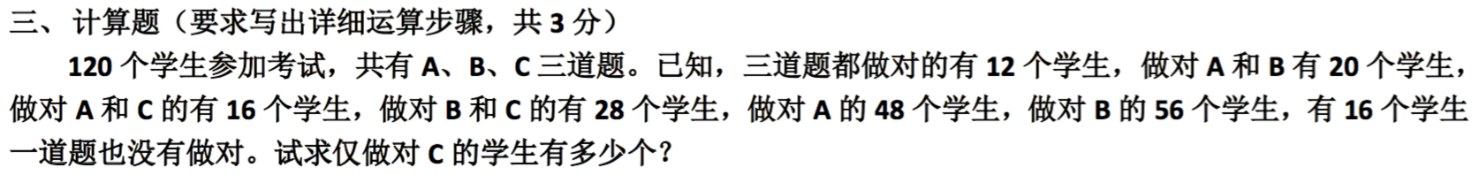 三、 计算题（要求写出详细运算步骤，共 3 分）
120 个学生参加考试，共有 A、B、C 三道题。已知，三道题都做对的有 12 个学生，做对 A 和 B 有 20 个学生，
做对 A 和 C 的有 16 个学生，做对 B 和 C 的有 28 个学生，做对 A 的 48 个学生，做对 B 的 56 个学生，有 16 个学生
一道题也没有做对。试求仅做对 C 的学生有多少个？